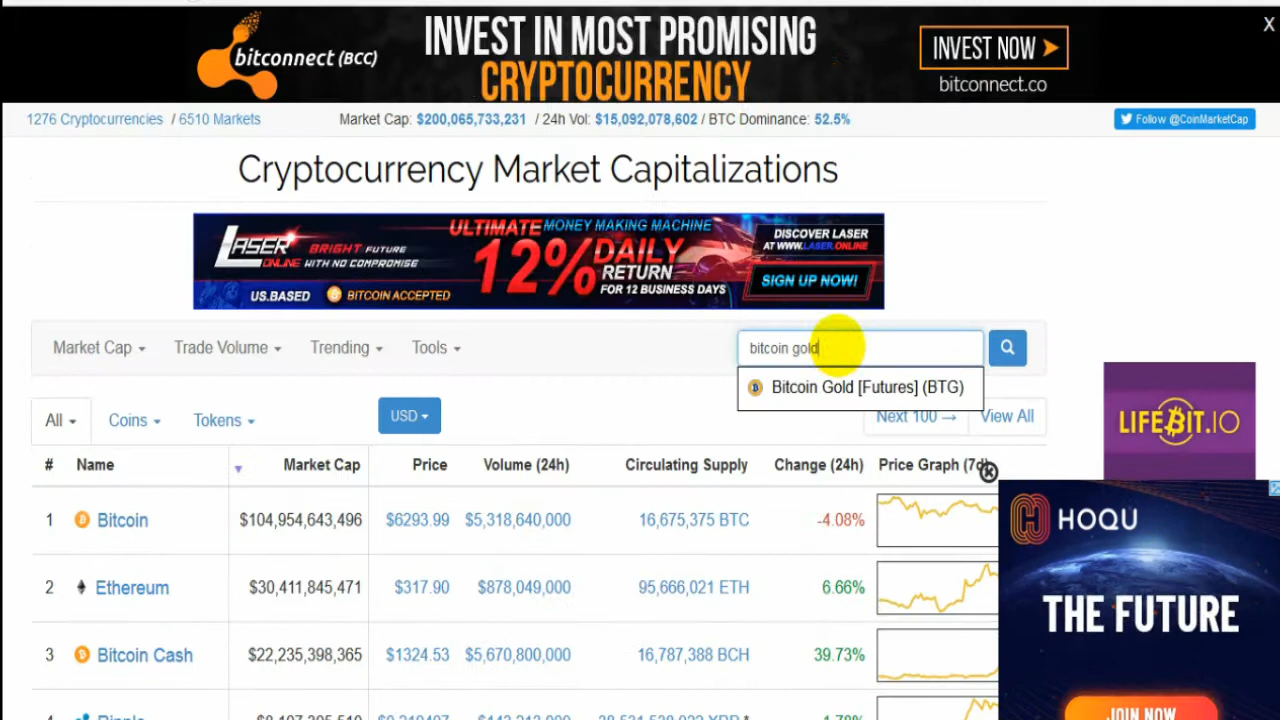 bitconnect (BCC)
INVEST IN MOST PROMISING
CRYPTOCURRENCY
INVEST NOW
bitconnect.co
X
1276 Cryptocurrencies / 6510 Markets
Market Cap: $200,065,733,231 / 24h Vol: $15,092,078,602 / BTC Dominance: 52.5%
Follow @CoinMarketCap
Cryptocurrency Market Capitalizations
LASER
ONLINE
BRIGHT FUTURE
WITH NO COMPROMISE
US.BASED
BITCOIN ACCEPTED
ULTIMATE MONEY MAKING MACHINE
12% DAILY
RETURN
FOR 12 BUSINESS DAYS
DISCOVER LASER
AT WWW.LASER.ONLINE
SIGN UP NOW!
Market Cap
Trade Volume
Trending
Tools
bitcoin gold
Bitcoin Gold [Futures] (BTG)
All
Coins
Tokens
USD
Next 100 →
View All
LIFEBIT.IO
# Name Market Cap Price Volume (24h) Circulating Supply Change (24h) Price Graph (7d)
1 Bitcoin $104,954,643,496 $6293.99 $5,318,640,000 16,675,375 BTC -4.08%
2 Ethereum $30,411,845,471 $317.90 $878,049,000 95,666,021 ETH 6.66%
3 Bitcoin Cash $22,235,398,365 $1324.53 $5,670,800,000 16,787,388 BCH 39.73%
HOQU
THE FUTURE
JOIN NOW